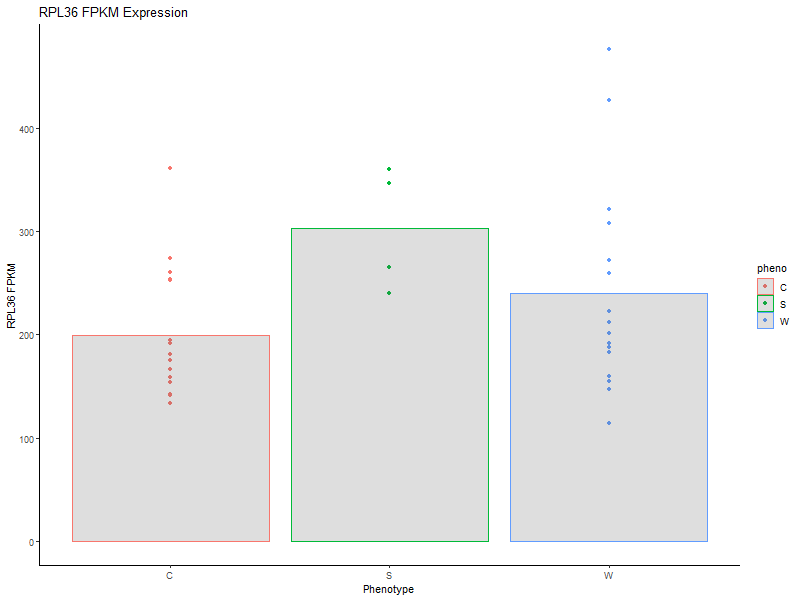 RPL36 FPKM Expression
400
300
200
100
0
RPL36 FPKM
C
S
W
Phenotype
pheno
C
S
W